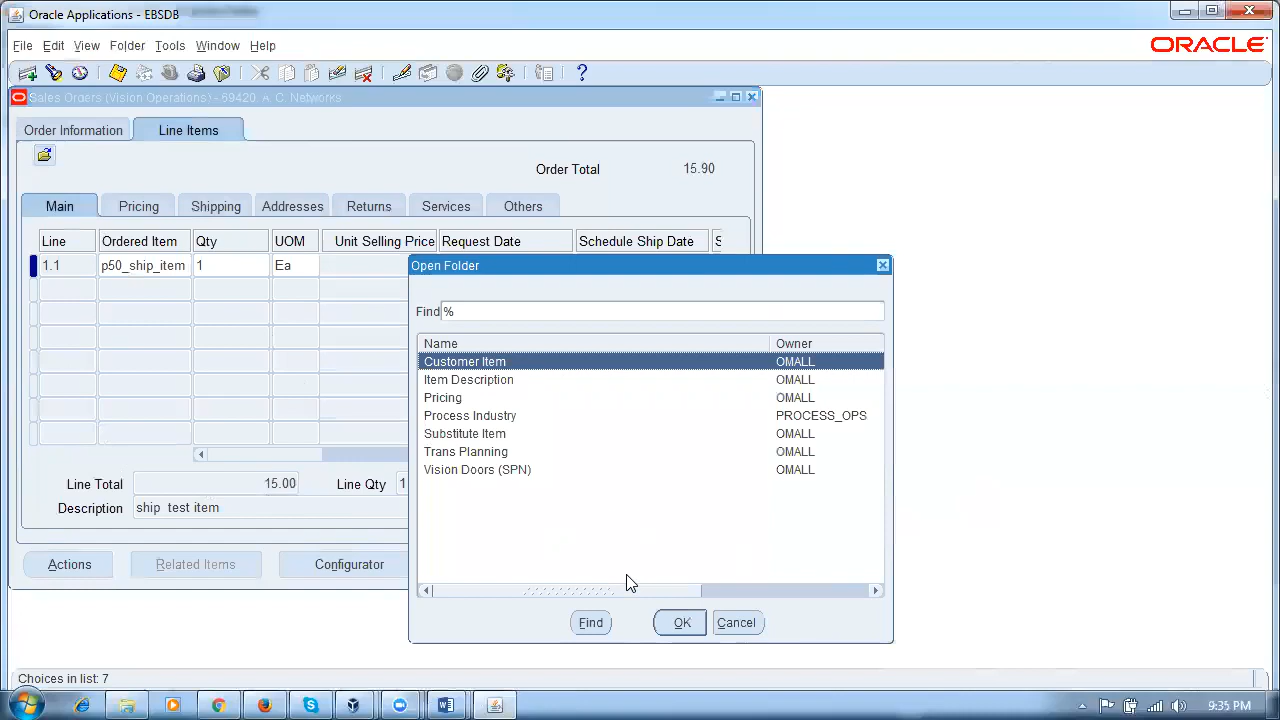 Oracle Applications - EBSDB
File Edit View Folder Tools Window Help
ORACLE
Sales Orders (Vision Operations) - 69420, A. C. Networks
Order Information Line Items
Order Total 15.90
Main Pricing Shipping Addresses Returns Services Others
Line Ordered Item Qty UOM Unit Selling Price Request Date Schedule Ship Date S
1.1 p50_ship_item 1 Ea
Line Total 15.00 Line Qty 1
Description ship test item
Actions Related Items Configurator
Open Folder
Find %
Name Owner
Customer Item OMALL
Item Description OMALL
Pricing OMALL
Process Industry PROCESS_OPS
Substitute Item OMALL
Trans Planning OMALL
Vision Doors (SPN) OMALL
Find OK Cancel
Choices in list: 7
9:35 PM